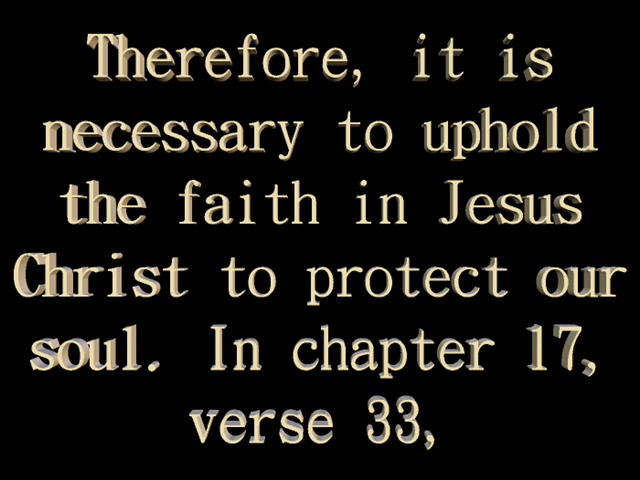 Therefore, it is
necessary to uphold
the faith in Jesus
Christ to protect our
soul. In chapter 17,
verse 33,